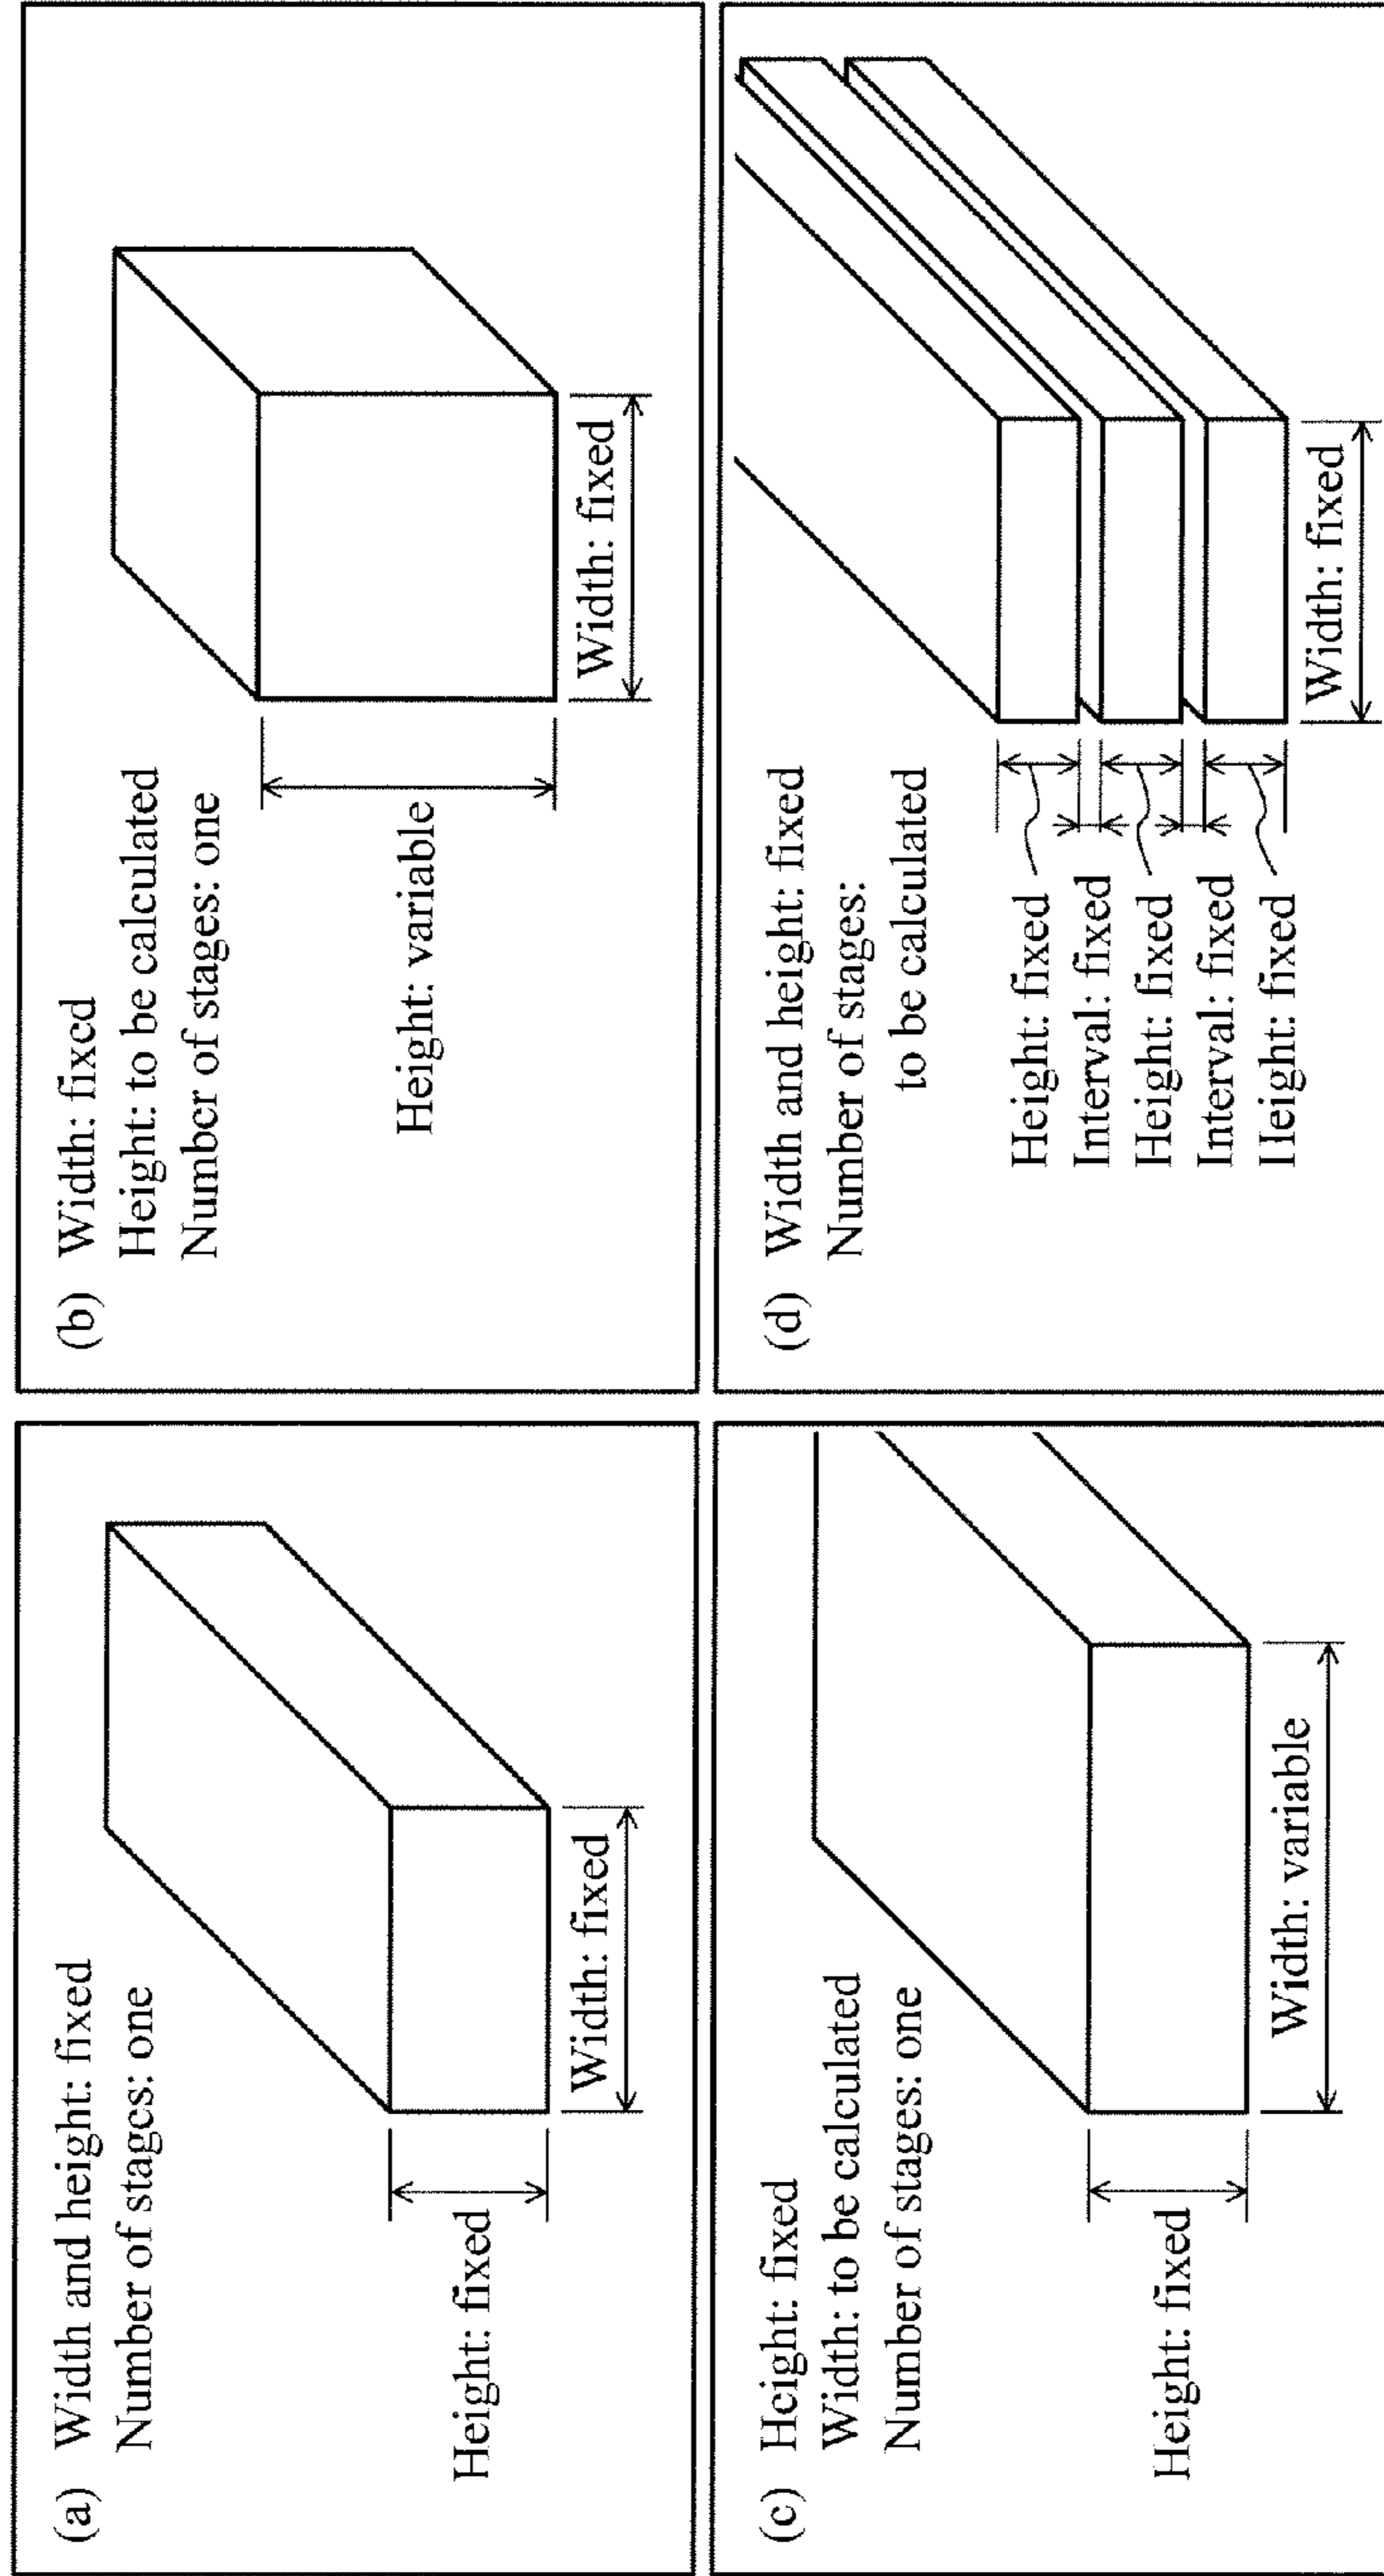 (a) Width and height: fixed
Number of stages: one
Height: fixed
Width: fixed
(b) Width: fixed
Height: to be calculated
Number of stages: one
Height: variable
Width: fixed
(c) Height: fixed
Width: to be calculated
Number of stages: one
Height: fixed
Width: variable
(d) Width and height: fixed
Number of stages:
to be calculated
Height: fixed
Interval: fixed
Height: fixed
Interval: fixed
Height: fixed
Width: fixed